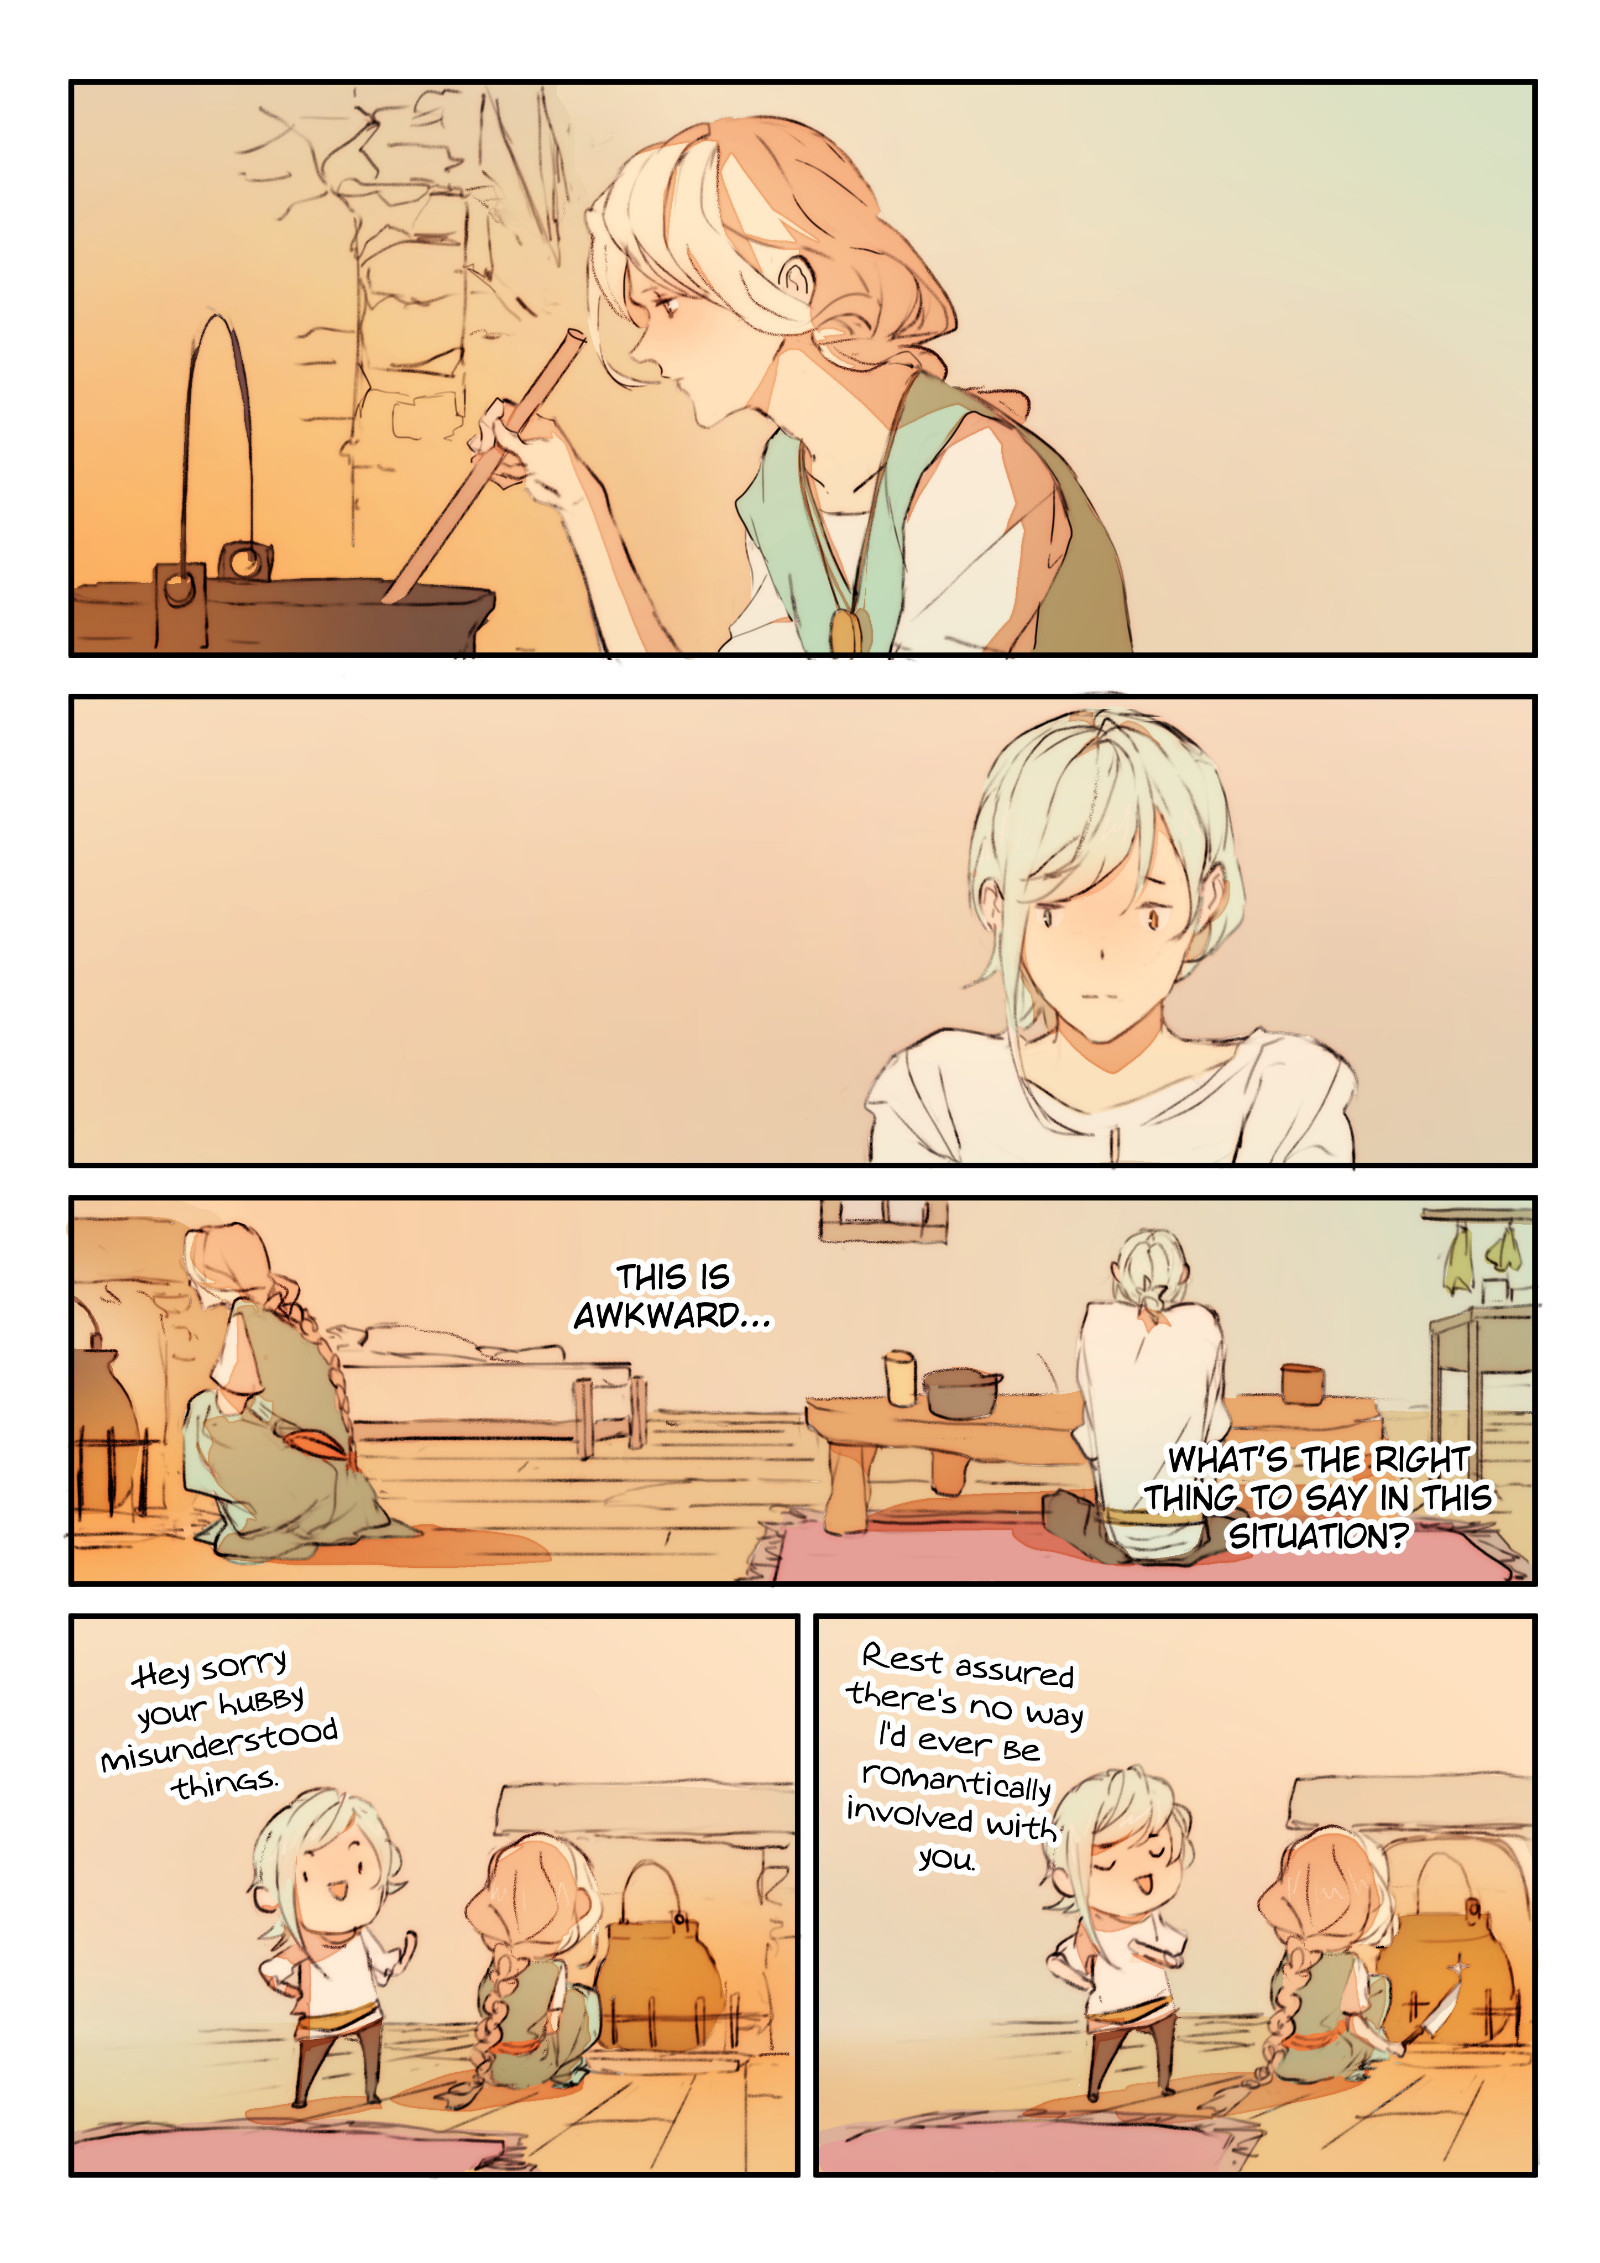 THIS IS
AWKWARD...
WHAT'S THE RIGHT
THING TO SAY IN THIS
SITUATION?
Hey sorry
your hubby
misunderstood
things.
Rest assured
there's no way
I'd ever be
romantically
involved with
you.